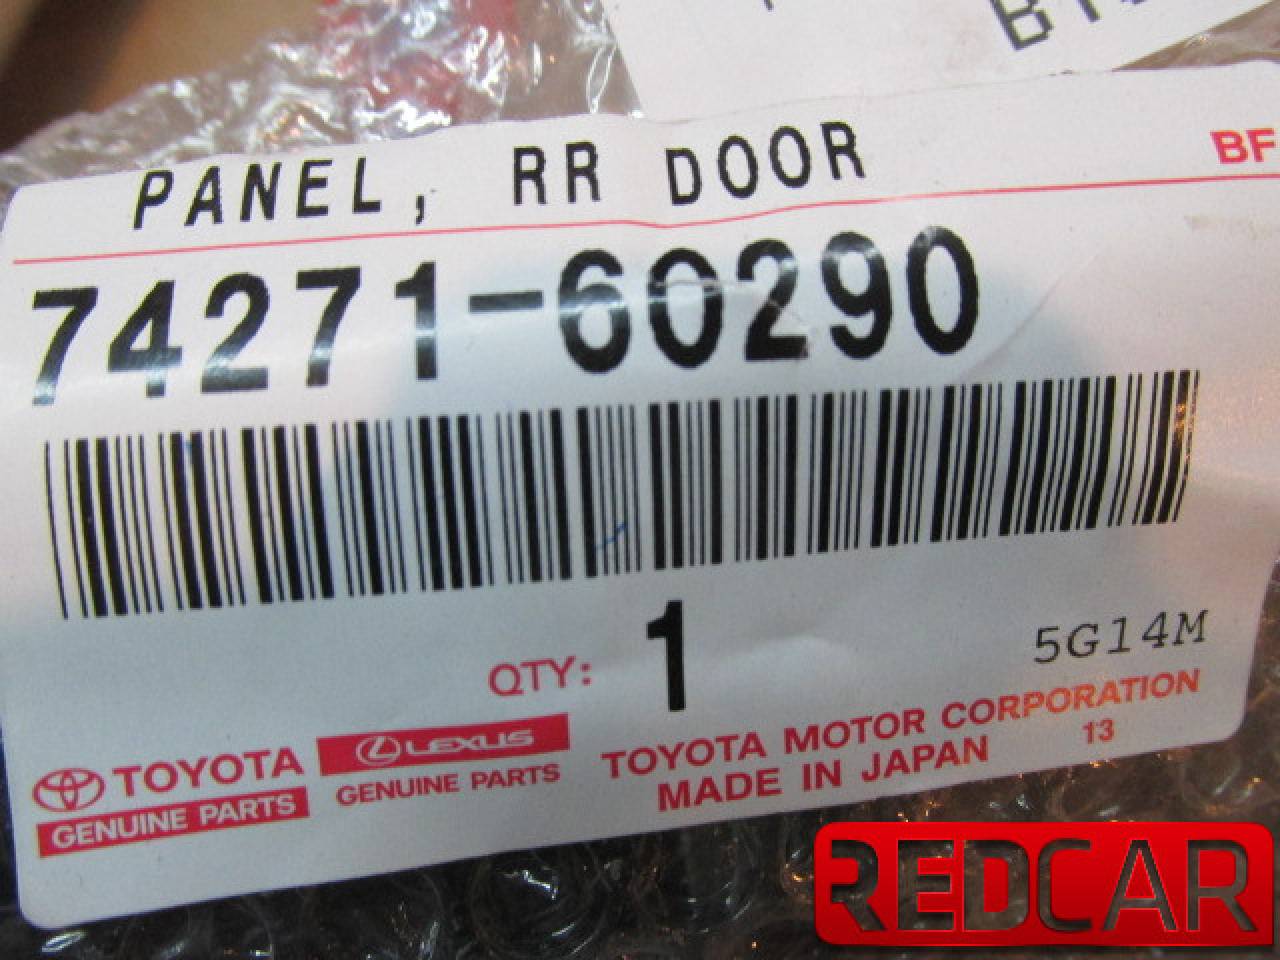 PANEL, RR DOOR
BF
74271-60290
QTY: 1
5G14M
TOYOTA
GENUINE PARTS
LEXUS
GENUINE PARTS
TOYOTA MOTOR CORPORATION
MADE IN JAPAN 13
REDCAR